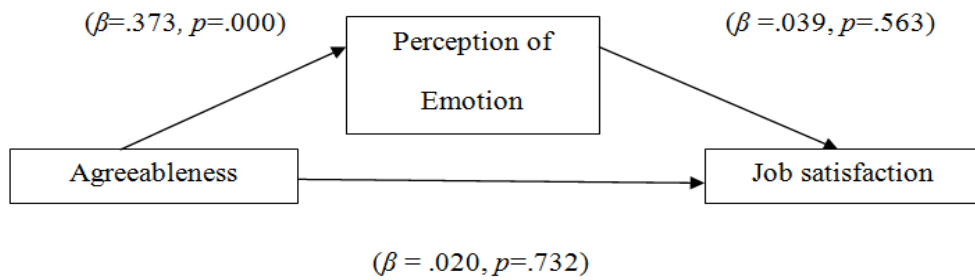 (β=.373, p=.000)
(β =.039, p=.563)
Perception of
Emotion
Agreeableness
Job satisfaction
(β = .020, p=.732)